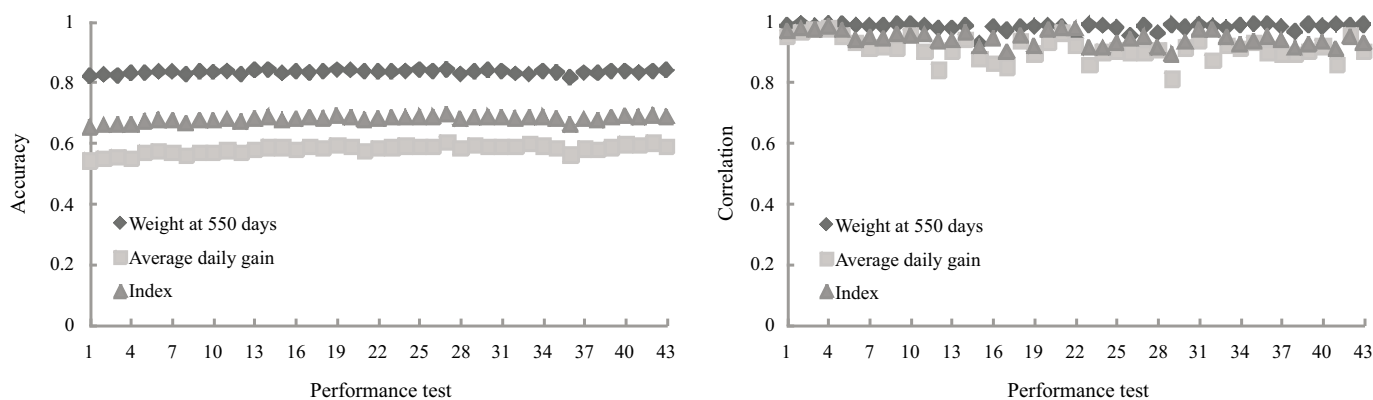 1
0.8
0.6
0.4
0.2
0
Accuracy
Weight at 550 days
Average daily gain
Index
1 4 7 10 13 16 19 22 25 28 31 34 37 40 43
Performance test
1
0.8
0.6
0.4
0.2
0
Correlation
Weight at 550 days
Average daily gain
Index
1 4 7 10 13 16 19 22 25 28 31 34 37 40 43
Performance test